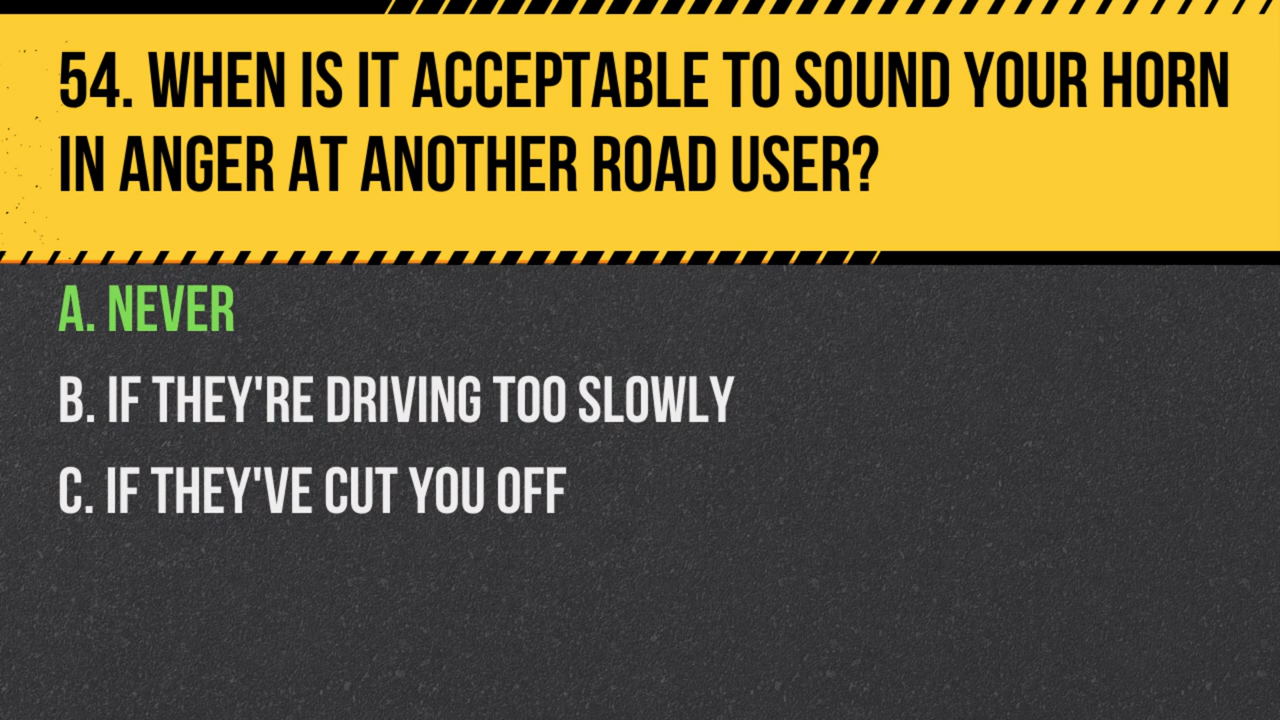 54. WHEN IS IT ACCEPTABLE TO SOUND YOUR HORN
IN ANGER AT ANOTHER ROAD USER?
A. NEVER
B. IF THEY'RE DRIVING TOO SLOWLY
C. IF THEY'VE CUT YOU OFF